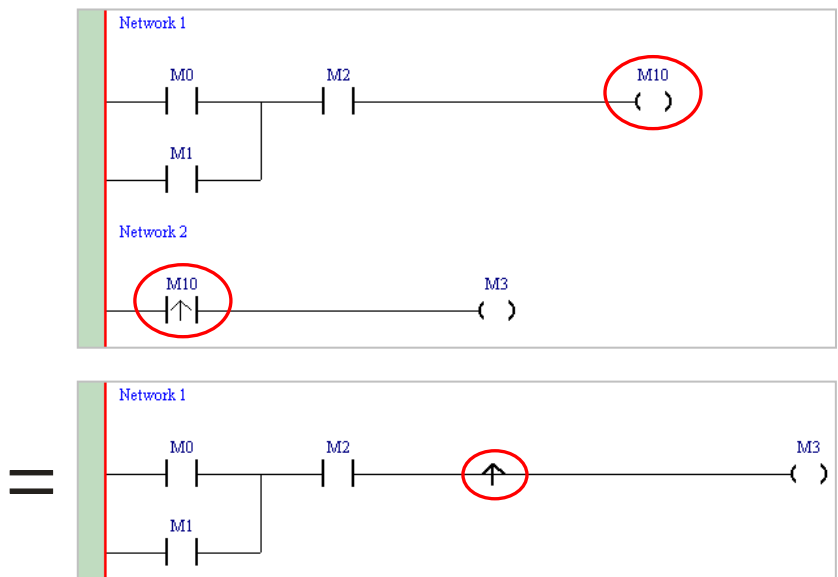 Network 1
M0 M2 M10
M1
Network 2
M10 M3
=
Network 1
M0 M2 M3
M1